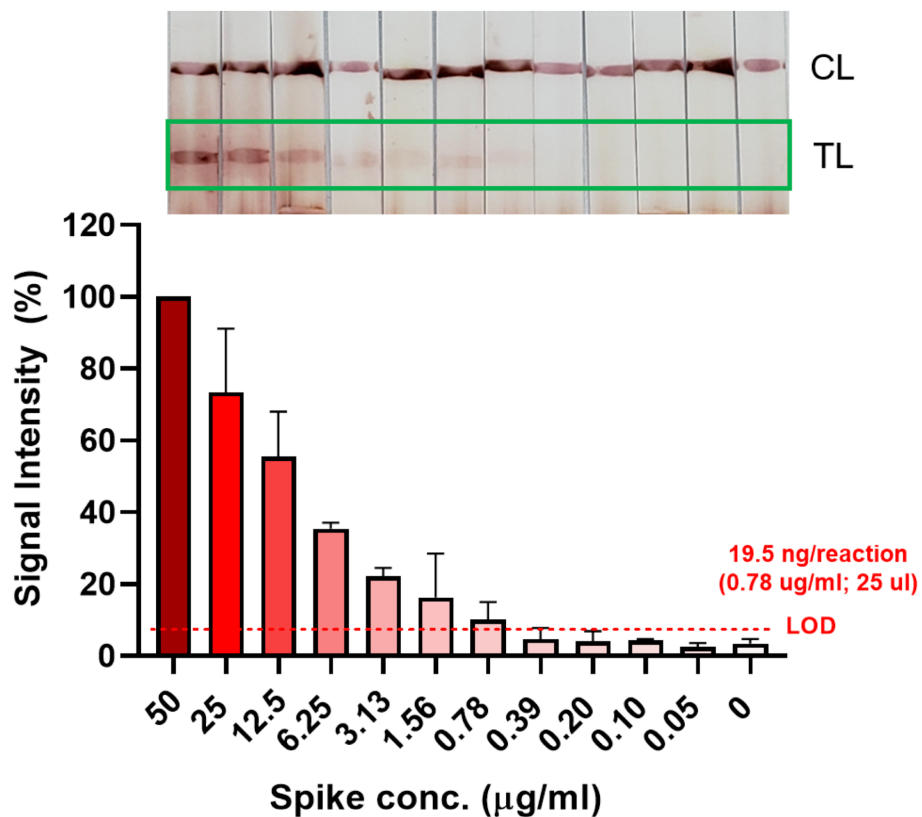 CL
TL
120
100
80
60
40
20
0
Signal Intensity (%)
19.5 ng/reaction
(0.78 ug/ml; 25 ul)
LOD
50 25 12.5 6.25 3.13 1.56 0.78 0.39 0.20 0.10 0.05 0
Spike conc. (μg/ml)